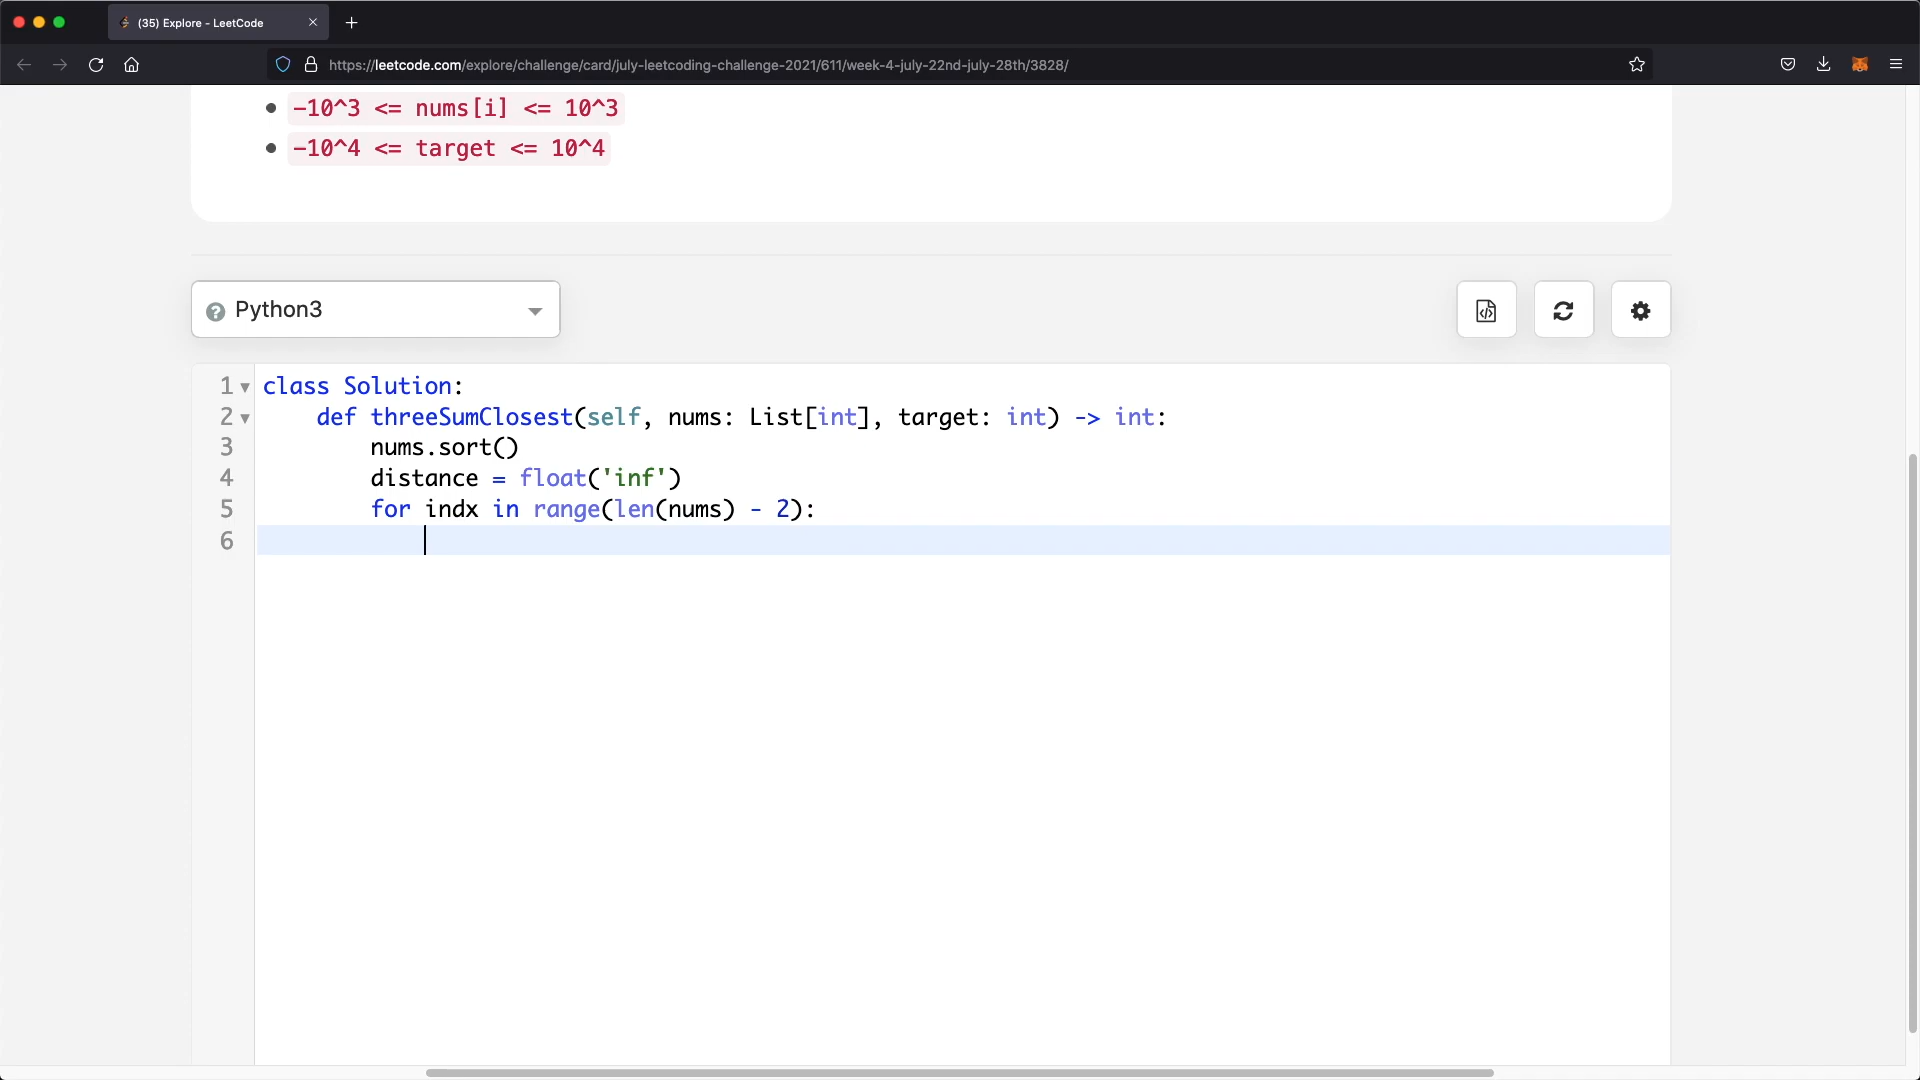 (35) Explore - LeetCode
https://leetcode.com/explore/challenge/card/july-leetcoding-challenge-2021/611/week-4-july-22nd-july-28th/3828/
• -10^3 <= nums[i] <= 10^3
• -10^4 <= target <= 10^4
Python3
1 class Solution:
2     def threeSumClosest(self, nums: List[int], target: int) -> int:
3         nums.sort()
4         distance = float('inf')
5         for indx in range(len(nums) - 2):
6